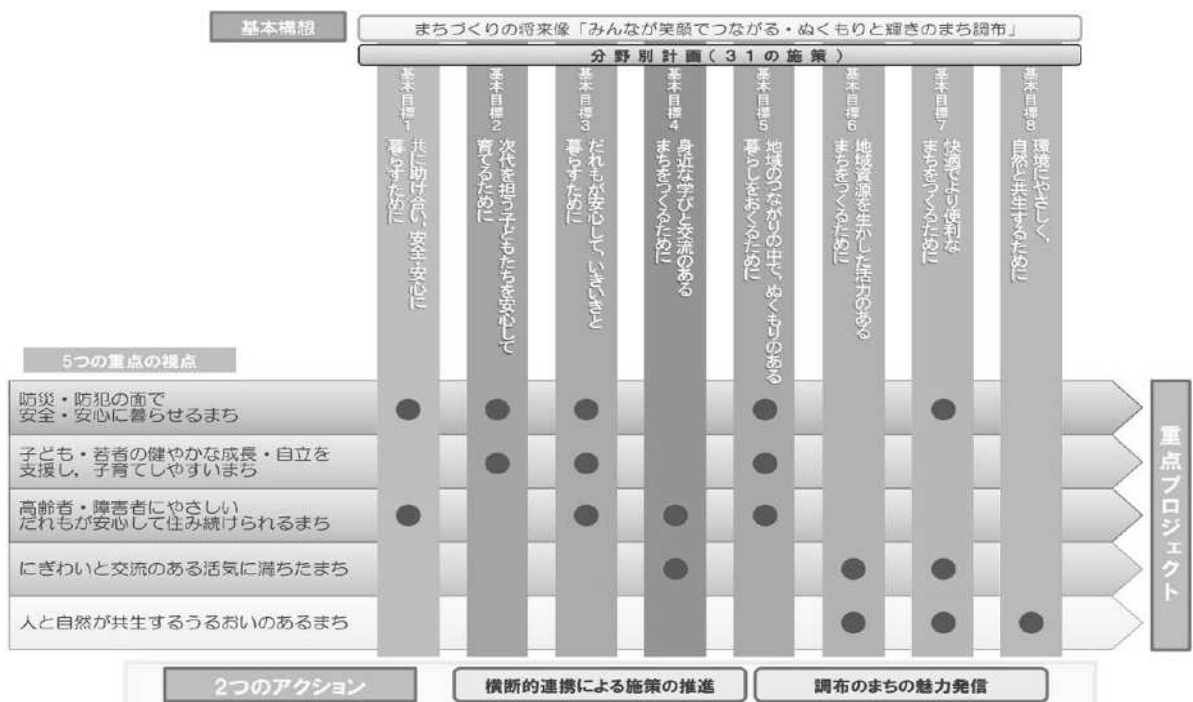 基本構想
まちづくりの将来像「みんなが笑顔でつながる・ぬくもりと輝きのまち調布」
分野別計画(31の施策)
基本目標1
共に助け合い、安全・安心に
暮らすために
基本目標2
次代を担う子どもたちを安心して
育てるために
基本目標3
だれもが安心して、いきいきと
暮らすために
基本目標4
身近な学びと交流のある
まちをつくるために
基本目標5
地域のつながりの中で、ぬくもりのある
暮らしをおくるために
基本目標6
地域資源を生かした活力のある
まちをつくるために
基本目標7
快適でより便利な
まちをつくるために
基本目標8
環境にやさしく、
自然と共生するために
5つの重点の視点
防災・防犯の面で
安全・安心に暮らせるまち
子ども・若者の健やかな成長・自立を
支援し,子育てしやすいまち
高齢者・障害者にやさしい
だれもが安心して住み続けられるまち
にぎわいと交流のある活気に満ちたまち
人と自然が共生するうるおいのあるまち
重点プロジェクト
2つのアクション
横断的連携による施策の推進
調布のまちの魅力発信